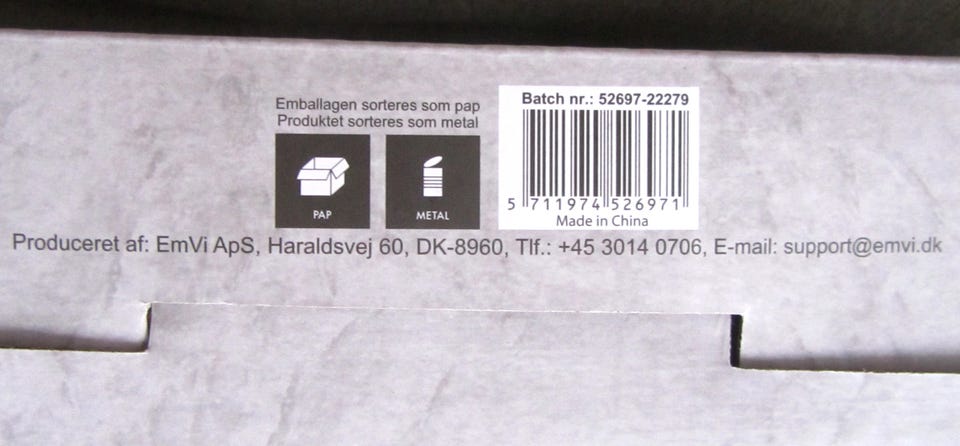 Emballagen sorteres som pap
Produktet sorteres som metal
PAP
METAL
Batch nr.: 52697-22279
5 711974 526971
Made in China
Produceret af: EmVi ApS, Haraldsvej 60, DK-8960, Tlf.: +45 3014 0706, E-mail: support@emvi.dk